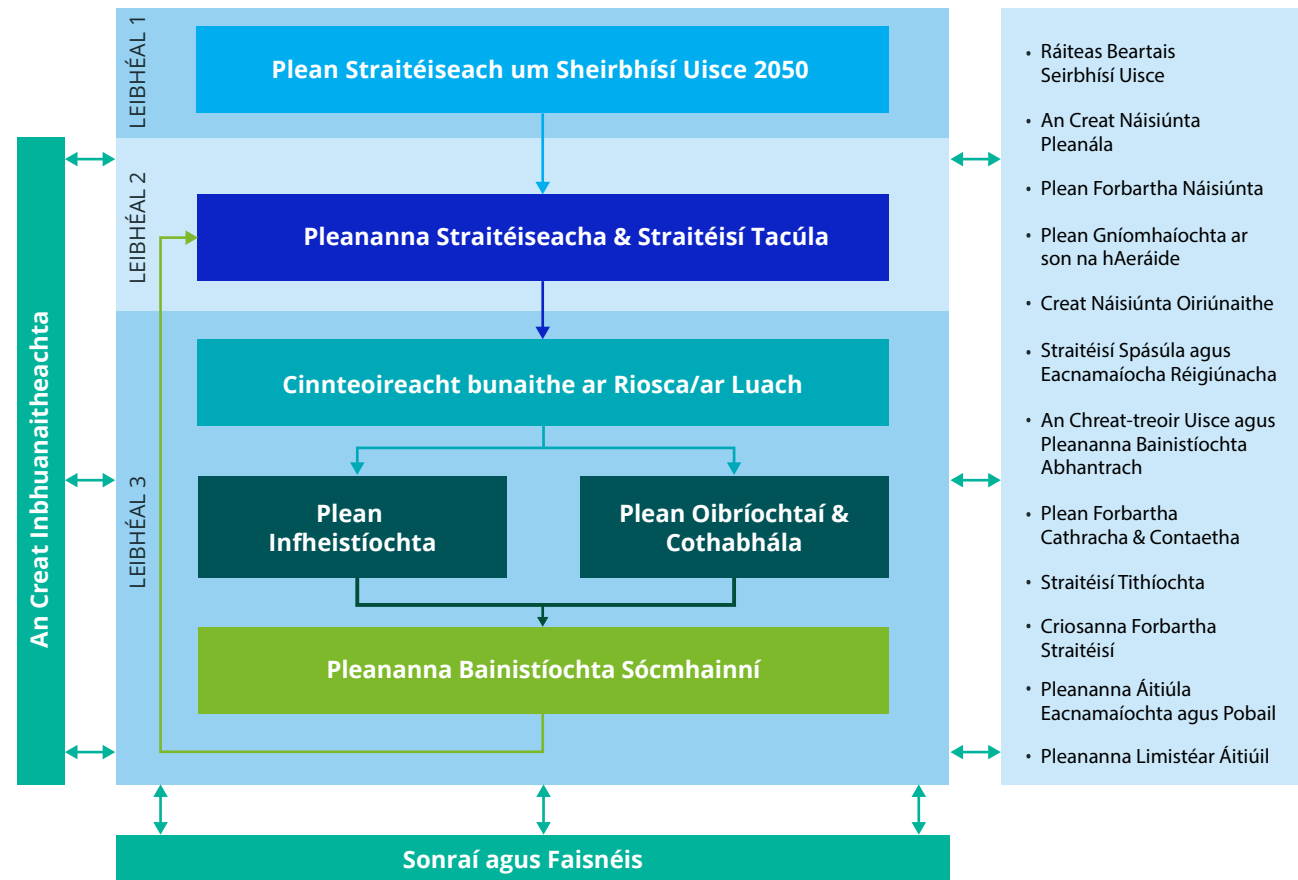 LEIBHÉAL 1
Plean Straitéiseach um Sheirbhísí Uisce 2050
LEIBHÉAL 2
Pleananna Straitéiseacha & Straitéisí Tacúla
LEIBHÉAL 3
Cinnteoireacht bunaithe ar Riosca/ar Luach
Plean
Infheistíochta
Plean Oibríochtaí &
Cothabhála
Pleananna Bainistíochta Sócmhainní
An Creat Inbhuanaitheachta
Sonraí agus Faisnéis
• Ráiteas Beartais
Seirbhísí Uisce
• An Creat Náisiúnta
Pleanála
• Plean Forbartha Náisiúnta
• Plean Gníomhaíochta ar
son na hAeráide
• Creat Náisiúnta Oiriúnaithe
• Straitéisí Spásúla agus
Eacnamaíocha Réigiúnacha
• An Chreat-treoir Uisce agus
Pleananna Bainistíochta
Abhantrach
• Plean Forbartha
Cathracha & Contaetha
• Straitéisí Tithíochta
• Criosanna Forbartha
Straitéisí
• Pleananna Áitiúla
Eacnamaíochta agus Pobail
• Pleananna Limistéar Áitiúil